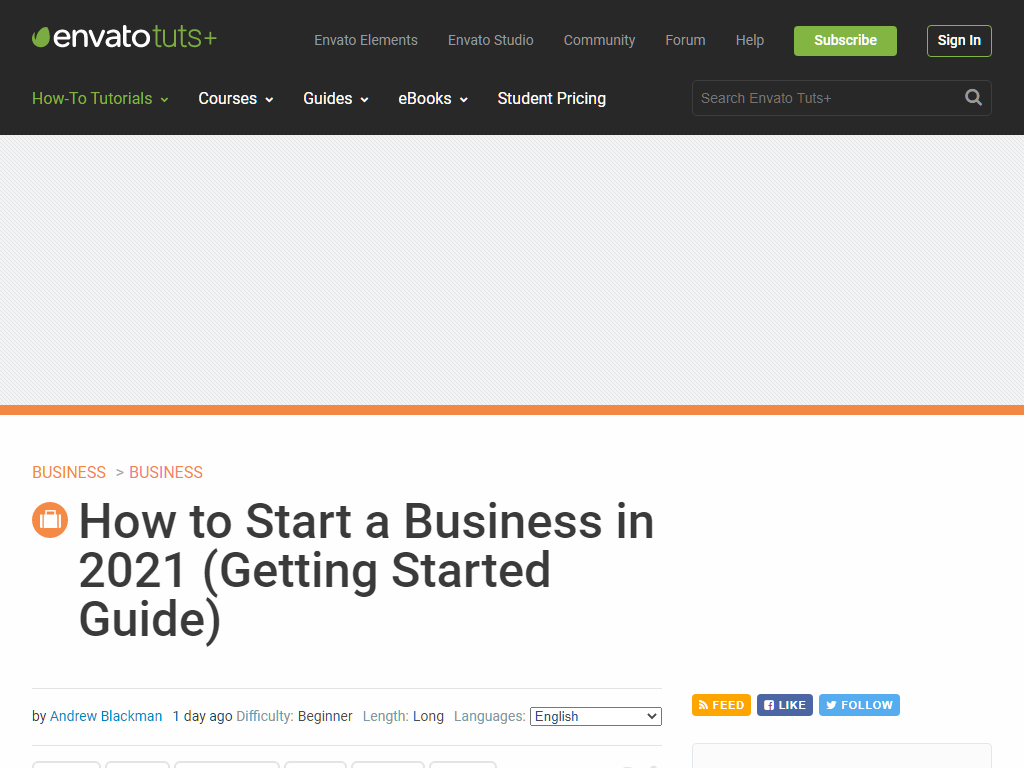 envatotuts+
Envato Elements Envato Studio Community Forum Help Subscribe Sign In
How-To Tutorials Courses Guides eBooks Student Pricing Search Envato Tuts+
BUSINESS > BUSINESS
How to Start a Business in
2021 (Getting Started
Guide)
by Andrew Blackman 1 day ago Difficulty: Beginner Length: Long Languages: English
FEED LIKE FOLLOW